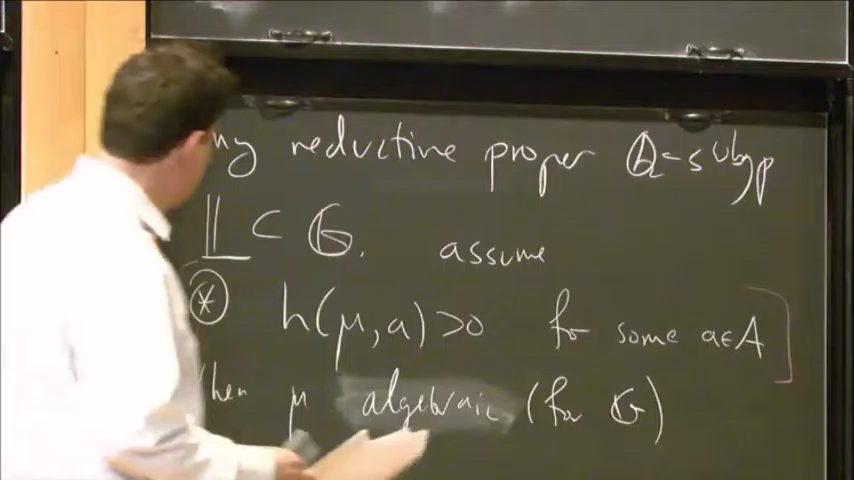 ny reductive proper ℚ-subgp
𝕃 ⊂ 𝔾. assume
⊛ h(μ,a)>0 for some a∈A
then μ algebraic (for 𝔾)